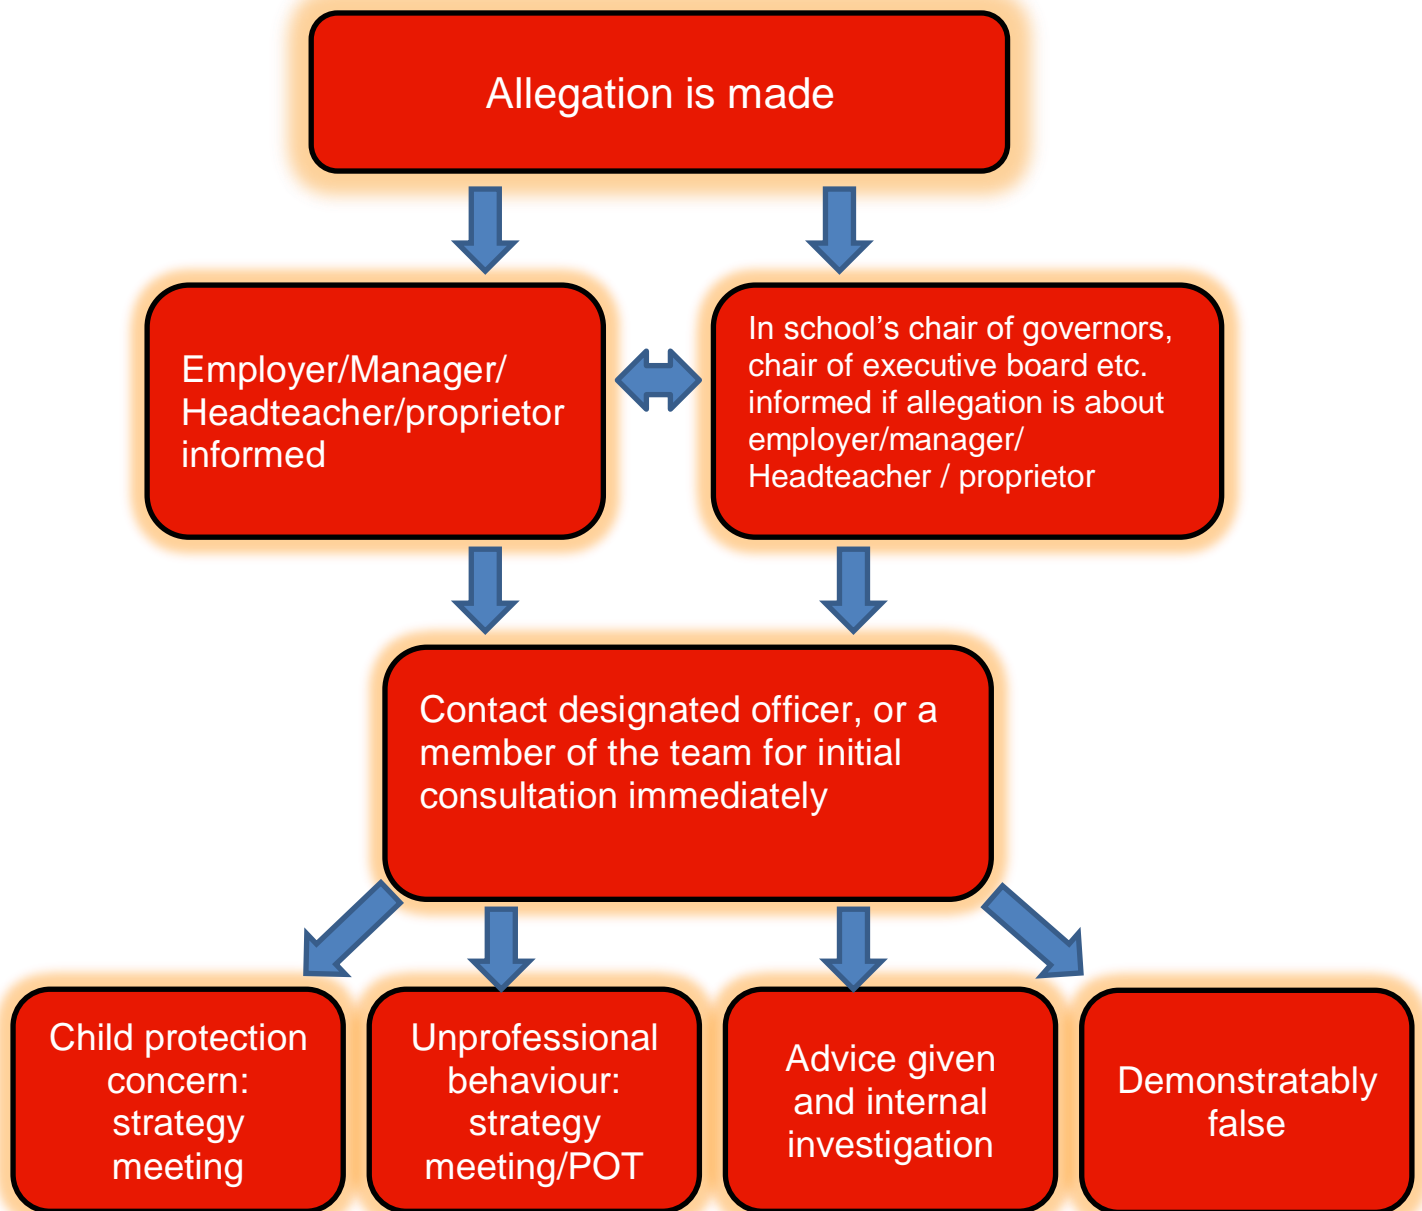 Allegation is made
Employer/Manager/
Headteacher/proprietor
informed
In school’s chair of governors,
chair of executive board etc.
informed if allegation is about
employer/manager/
Headteacher / proprietor
Contact designated officer, or a
member of the team for initial
consultation immediately
Child protection
concern:
strategy
meeting
Unprofessional
behaviour:
strategy
meeting/POT
Advice given
and internal
investigation
Demonstratably
false